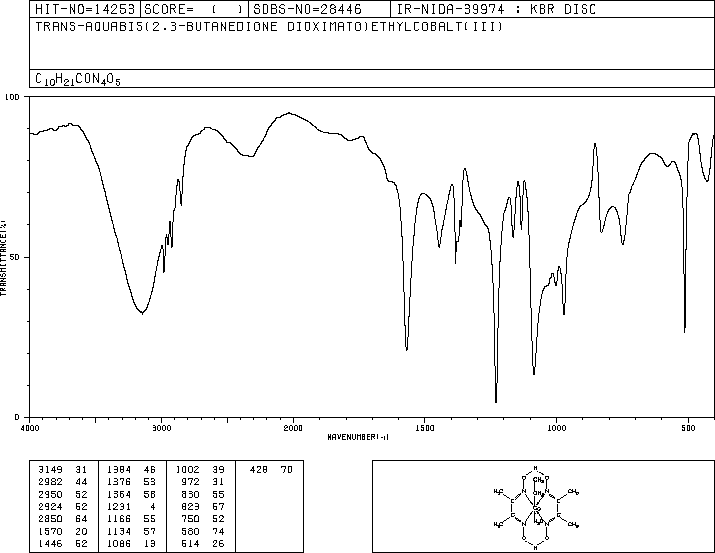 HIT-NO=14253 SCORE= ( ) SDBS-NO=28446 IR-NIDA-39974 : KBR DISC
TRANS-AQUABIS(2,3-BUTANEDIONE DIOXIMATO)ETHYLCOBALT(III)
C10H21CON4O5
100
50
0
TRANSMITTANCE(%)
4000 3000 2000 1500 1000 500
WAVENUMBER(-1)
3149 31 1384 46 1002 39 428 70
2982 44 1376 53 972 31
2950 52 1364 58 830 55
2924 52 1231 4 823 57
2850 64 1166 55 750 52
1570 20 1134 57 580 74
1446 52 1086 13 514 26